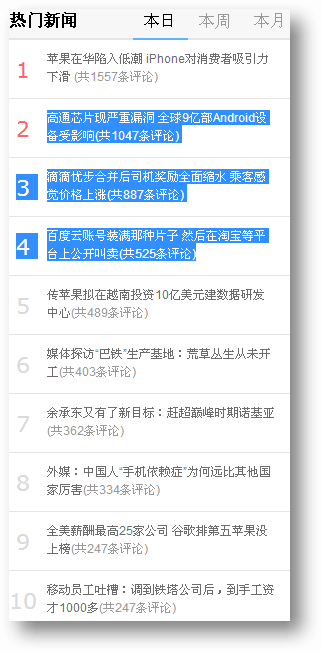 热门新闻 本日 本周 本月
1 苹果在华陷入低潮 iPhone对消费者吸引力
下滑 (共1557条评论)
2 高通芯片现严重漏洞 全球9亿部Android设
备受影响(共1047条评论)
3 滴滴优步合并后司机奖励全面缩水 乘客感
觉价格上涨(共887条评论)
4 百度云账号装满那种片子 然后在淘宝等平
台上公开叫卖(共525条评论)
5 传苹果拟在越南投资10亿美元建数据研发
中心(共489条评论)
6 媒体探访“巴铁”生产基地：荒草丛生从未开
工(共403条评论)
7 余承东又有了新目标：赶超巅峰时期诺基亚
(共362条评论)
8 外媒：中国人“手机依赖症”为何远比其他国
家厉害(共334条评论)
9 全美薪酬最高25家公司 谷歌排第五苹果没
上榜(共247条评论)
10 移动员工吐槽：调到铁塔公司后，到手工资
才1000多(共247条评论)